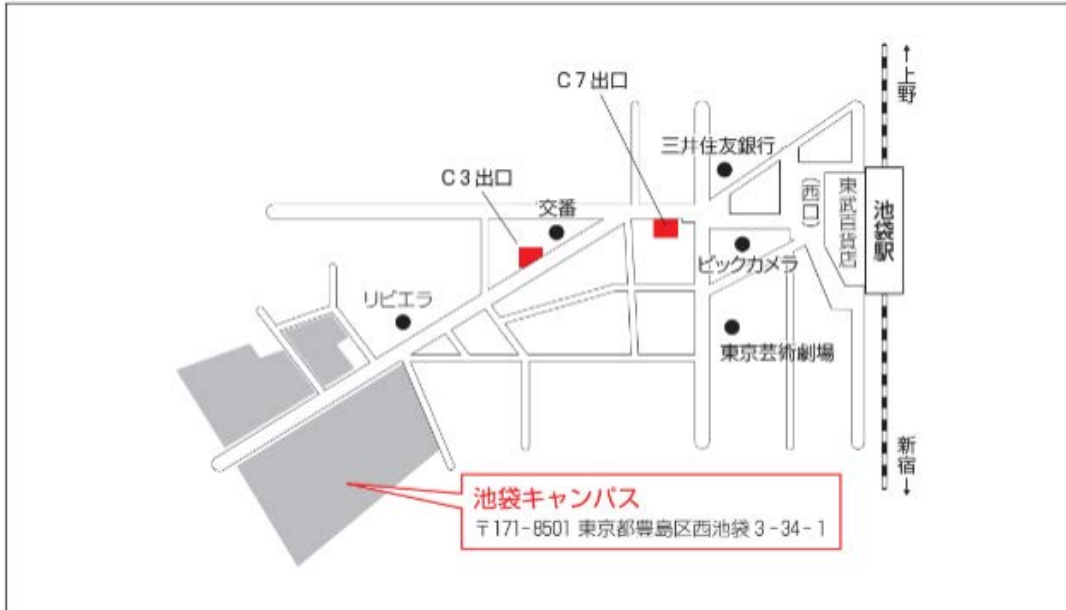 ↑上野
C7出口
三井住友銀行
C3出口
交番
(西口)
東武百貨店
池袋駅
ビックカメラ
リビエラ
東京芸術劇場
新宿↓
池袋キャンパス
〒171-8501 東京都豊島区西池袋3-34-1